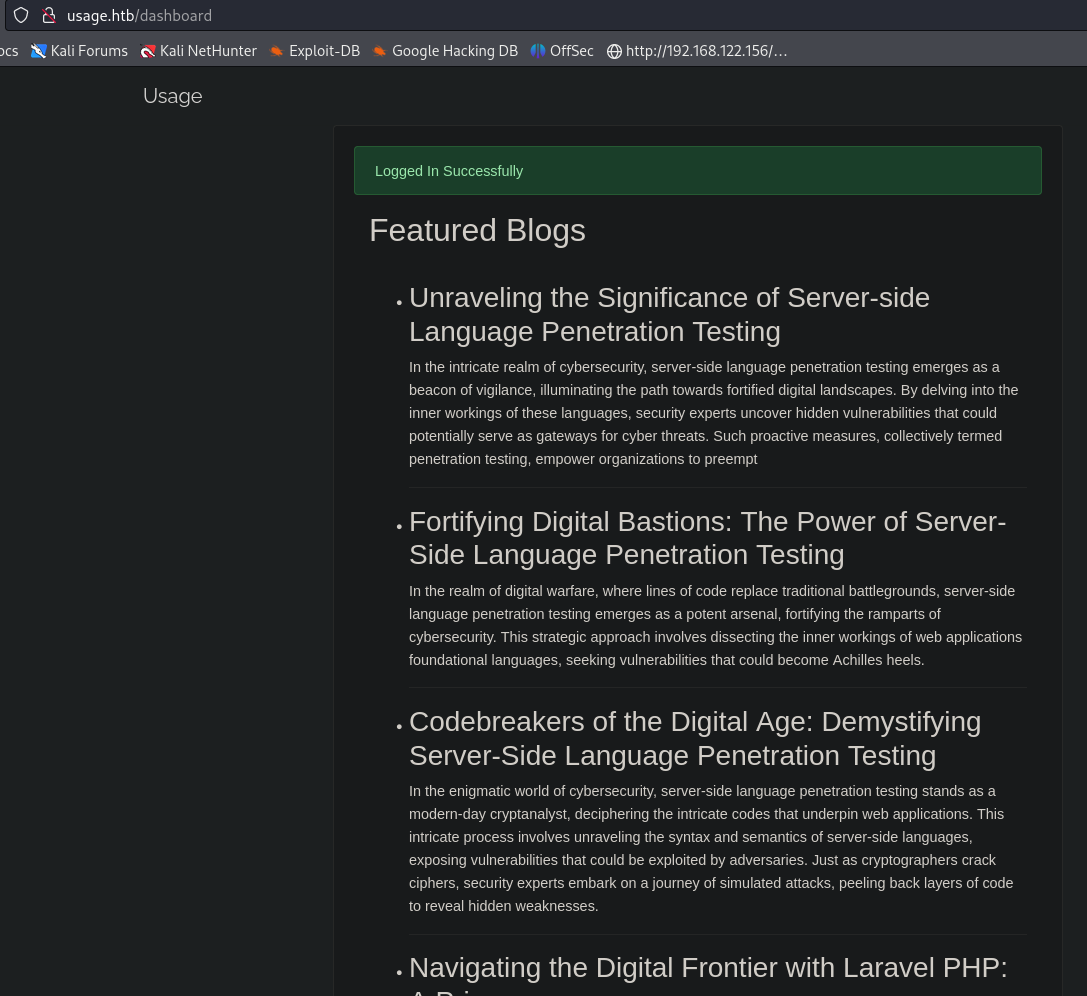 usage.htb/dashboard
ocs Kali Forums Kali NetHunter Exploit-DB Google Hacking DB OffSec http://192.168.122.156/…
Usage
Logged In Successfully
Featured Blogs
• Unraveling the Significance of Server-side
Language Penetration Testing
In the intricate realm of cybersecurity, server-side language penetration testing emerges as a
beacon of vigilance, illuminating the path towards fortified digital landscapes. By delving into the
inner workings of these languages, security experts uncover hidden vulnerabilities that could
potentially serve as gateways for cyber threats. Such proactive measures, collectively termed
penetration testing, empower organizations to preempt
• Fortifying Digital Bastions: The Power of Server-
Side Language Penetration Testing
In the realm of digital warfare, where lines of code replace traditional battlegrounds, server-side
language penetration testing emerges as a potent arsenal, fortifying the ramparts of
cybersecurity. This strategic approach involves dissecting the inner workings of web applications
foundational languages, seeking vulnerabilities that could become Achilles heels.
• Codebreakers of the Digital Age: Demystifying
Server-Side Language Penetration Testing
In the enigmatic world of cybersecurity, server-side language penetration testing stands as a
modern-day cryptanalyst, deciphering the intricate codes that underpin web applications. This
intricate process involves unraveling the syntax and semantics of server-side languages,
exposing vulnerabilities that could be exploited by adversaries. Just as cryptographers crack
ciphers, security experts embark on a journey of simulated attacks, peeling back layers of code
to reveal hidden weaknesses.
• Navigating the Digital Frontier with Laravel PHP: